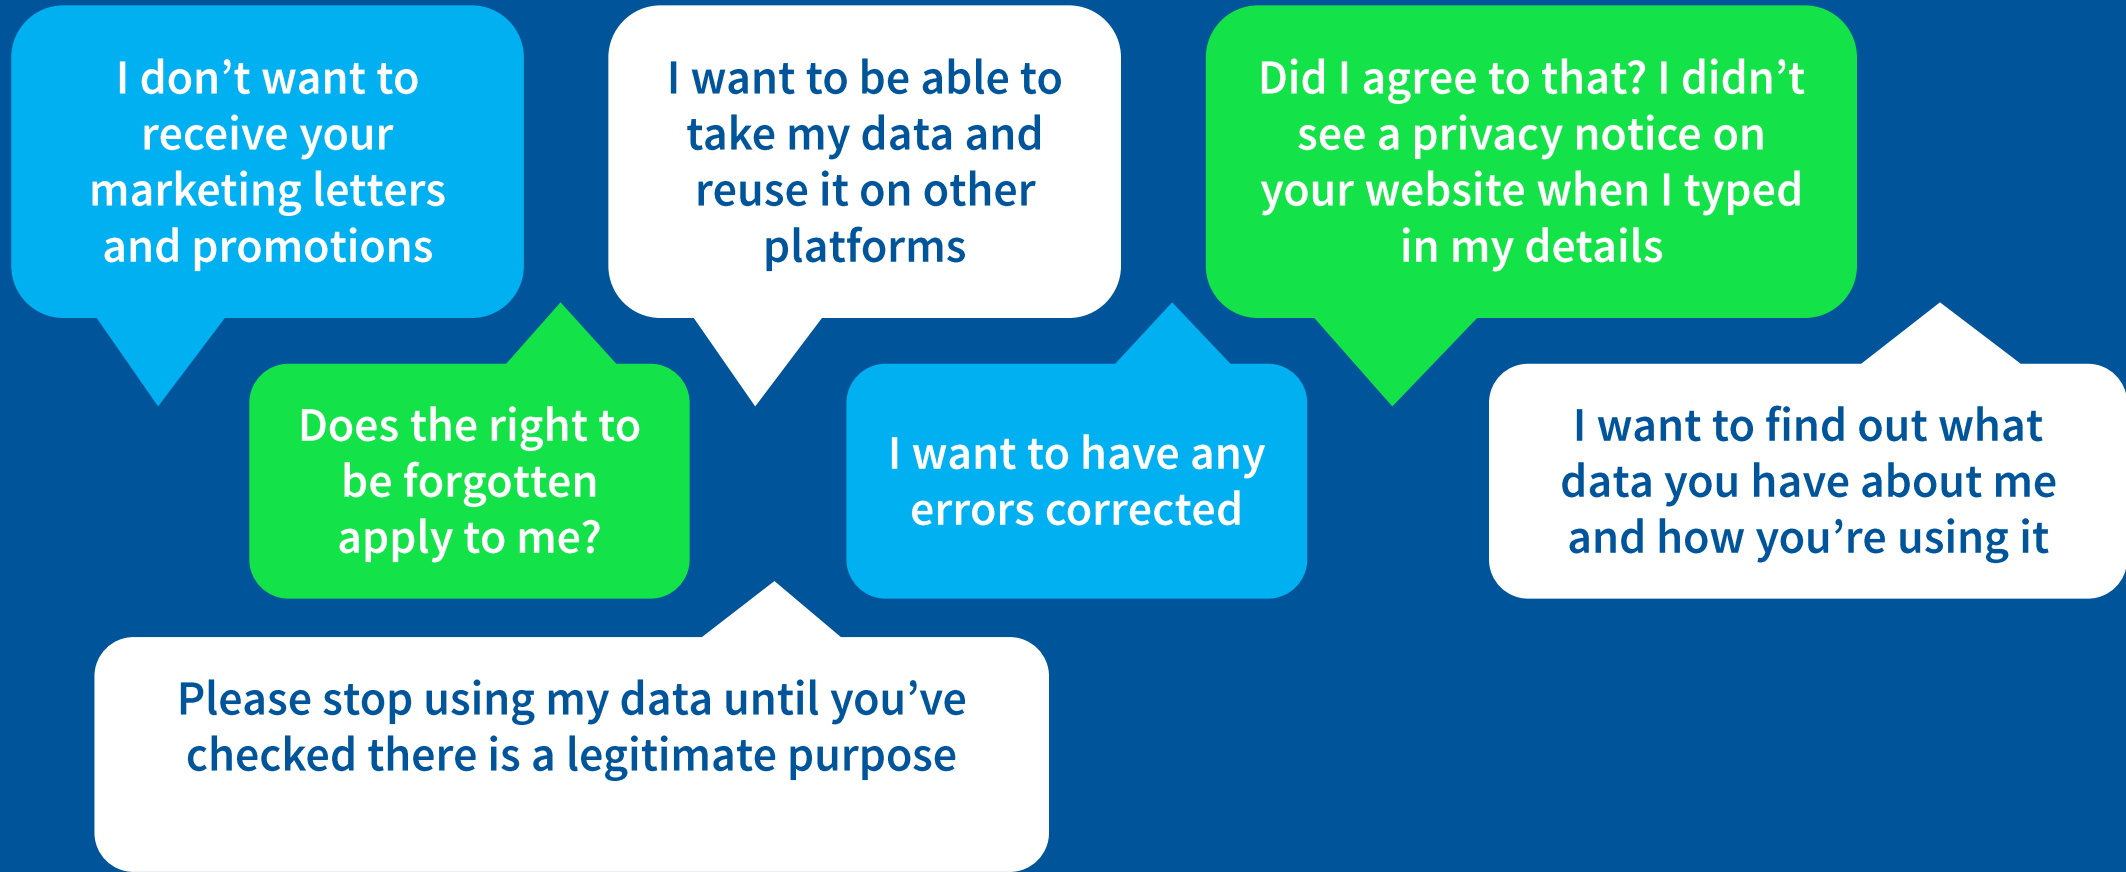 I don’t want to
receive your
marketing letters
and promotions
I want to be able to
take my data and
reuse it on other
platforms
Did I agree to that? I didn’t
see a privacy notice on
your website when I typed
in my details
Does the right to
be forgotten
apply to me?
I want to have any
errors corrected
I want to find out what
data you have about me
and how you’re using it
Please stop using my data until you’ve
checked there is a legitimate purpose